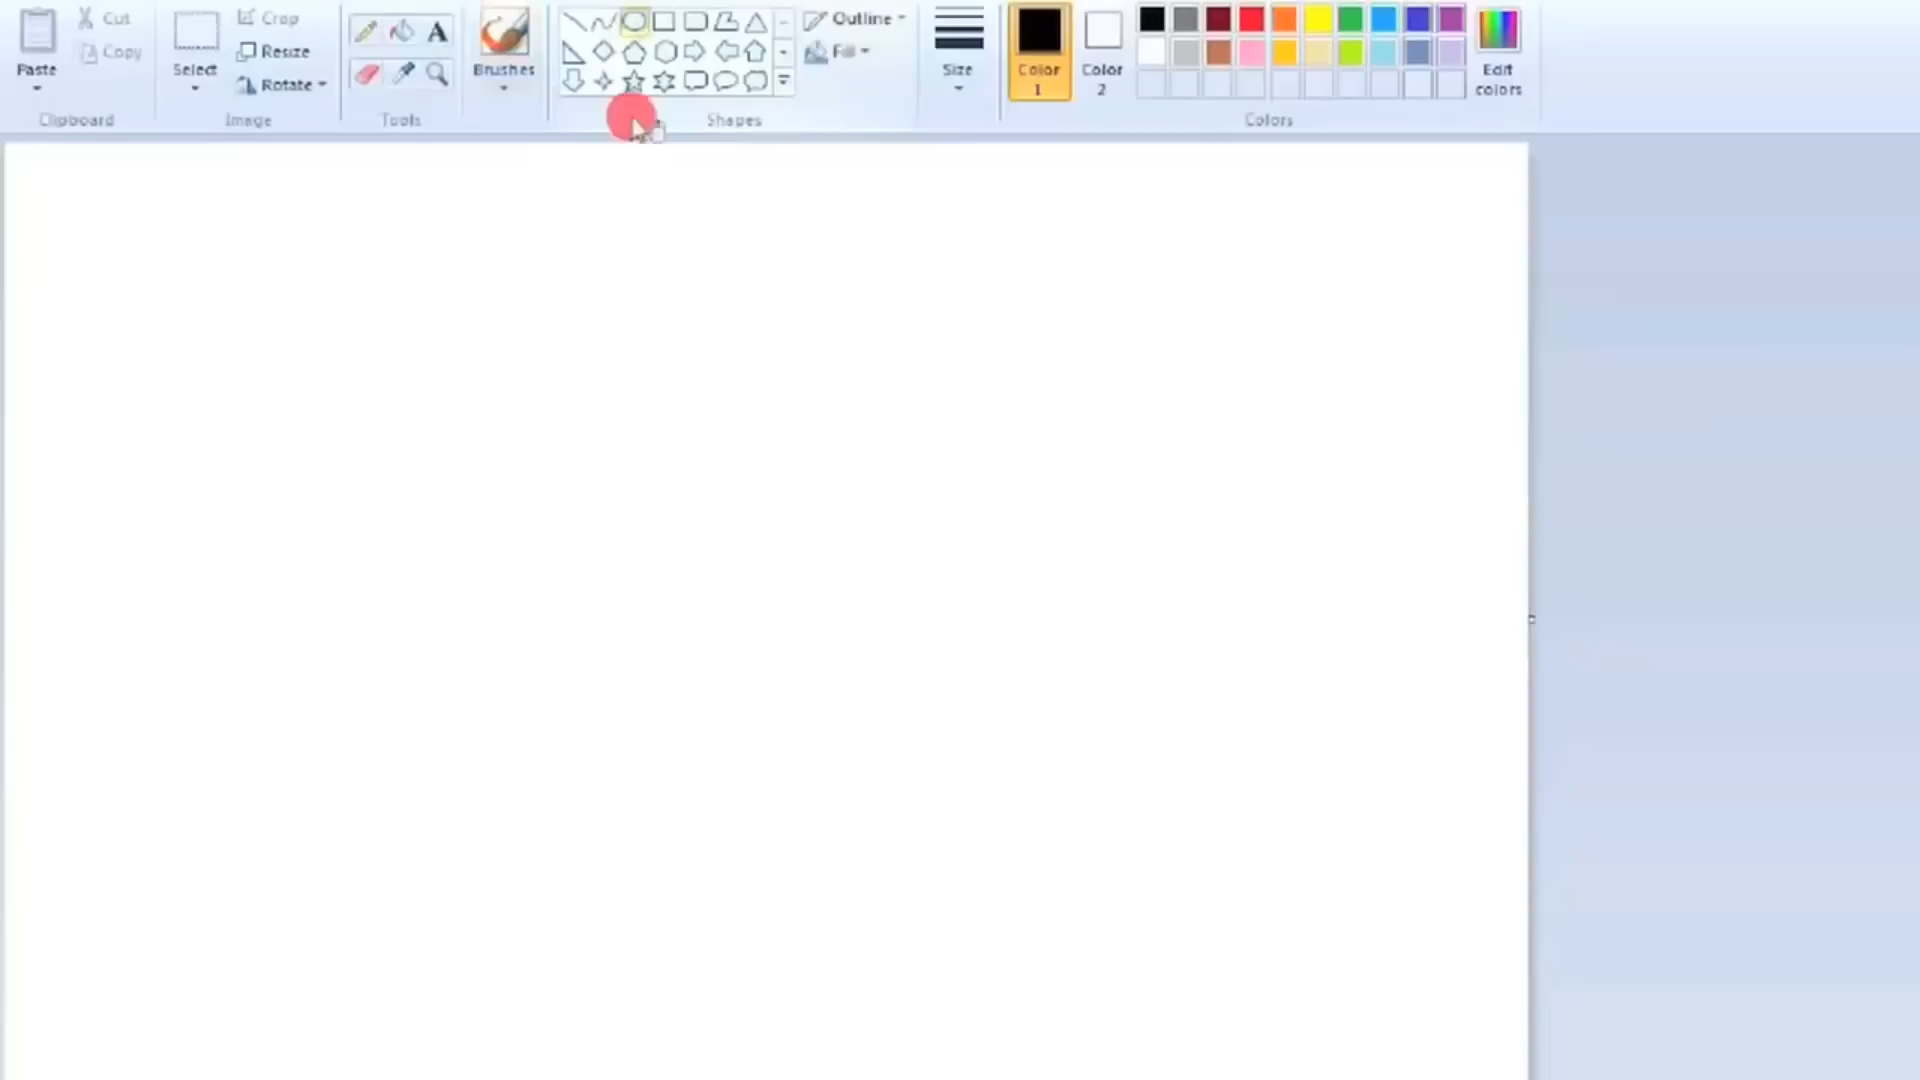 Paste
Cut
Copy
Clipboard
Select
Crop
Resize
Rotate
Image
A
Tools
Brushes
Outline
Fill
Shapes
Size
Color
1
Color
2
Edit
colors
Colors